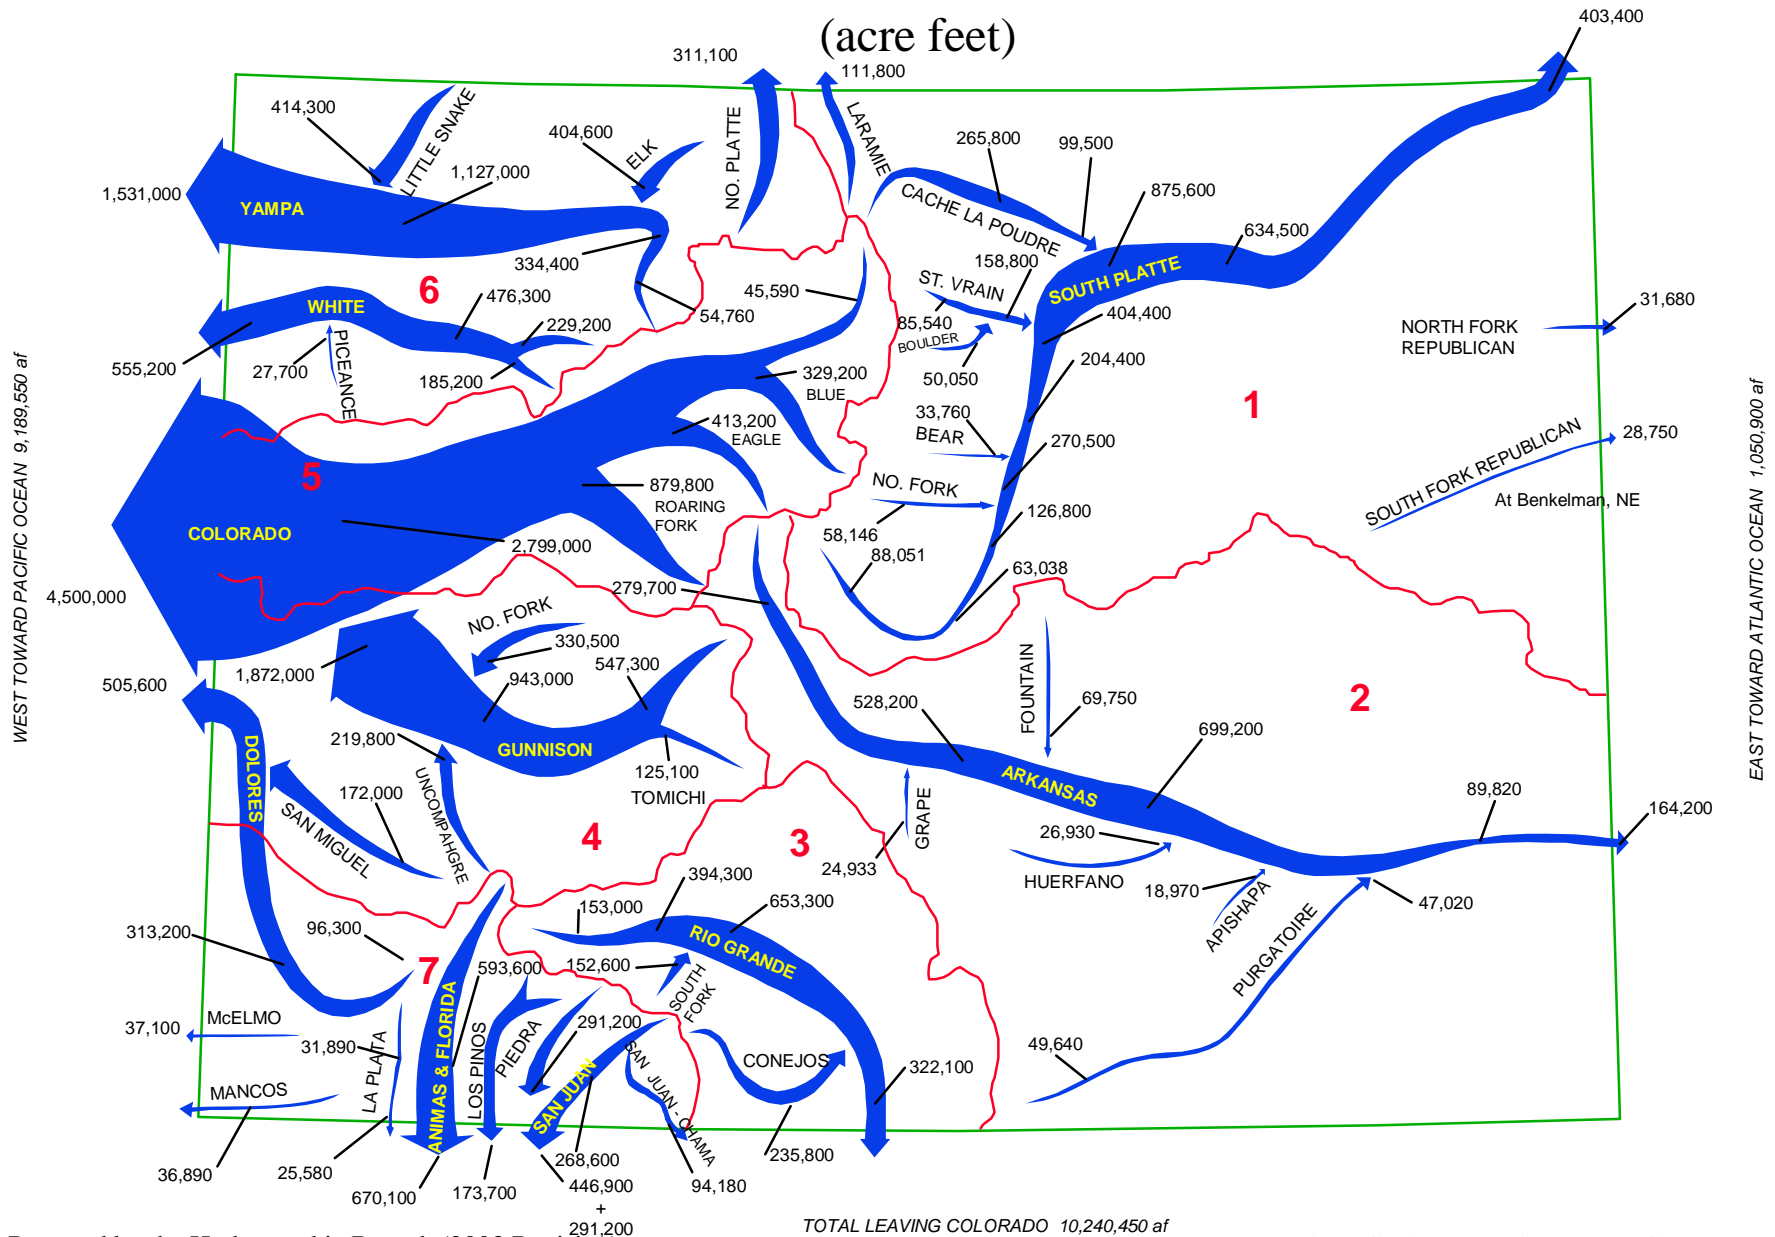 (acre feet)
403,400
311,100
111,800
414,300
LITTLE SNAKE
404,600
ELK
NO. PLATTE
LARAMIE
265,800
99,500
1,531,000
YAMPA
1,127,000
CACHE LA POUDRE
875,600
634,500
334,400
158,800
SOUTH PLATTE
6
476,300
WHITE
45,590
54,760
ST. VRAIN
85,540
BOULDER
404,400
31,680
NORTH FORK
REPUBLICAN
229,200
555,200
27,700
PICEANCE
185,200
329,200
BLUE
50,050
204,400
1
413,200
EAGLE
33,760
BEAR
270,500
28,750
SOUTH FORK REPUBLICAN
At Benkelman, NE
WEST TOWARD PACIFIC OCEAN 9,189,550 af
EAST TOWARD ATLANTIC OCEAN 1,050,900 af
5
COLORADO
879,800
ROARING
FORK
NO. FORK
58,146
126,800
2,799,000
88,051
63,038
4,500,000
279,700
NO. FORK
330,500
547,300
1,872,000
943,000
505,600
528,200
FOUNTAIN
69,750
2
699,200
219,800
GUNNISON
125,100
TOMICHI
DOLORES
172,000
SAN MIGUEL
UNCOMPAHGRE
ARKANSAS
89,820
164,200
4
3
GRAPE
24,933
26,930
HUERFANO
18,970
APISHAPA
47,020
PURGATOIRE
394,300
153,000
653,300
RIO GRANDE
313,200
96,300
7
593,600
152,600
SOUTH
FORK
McELMO
37,100
31,890
LA PLATA
ANIMAS & FLORIDA
LOS PINOS
PIEDRA
291,200
SAN JUAN
SAN JUAN - CHAMA
CONEJOS
322,100
49,640
MANCOS
36,890
25,580
670,100
173,700
268,600
446,900
+
291,200
94,180
235,800
TOTAL LEAVING COLORADO 10,240,450 af